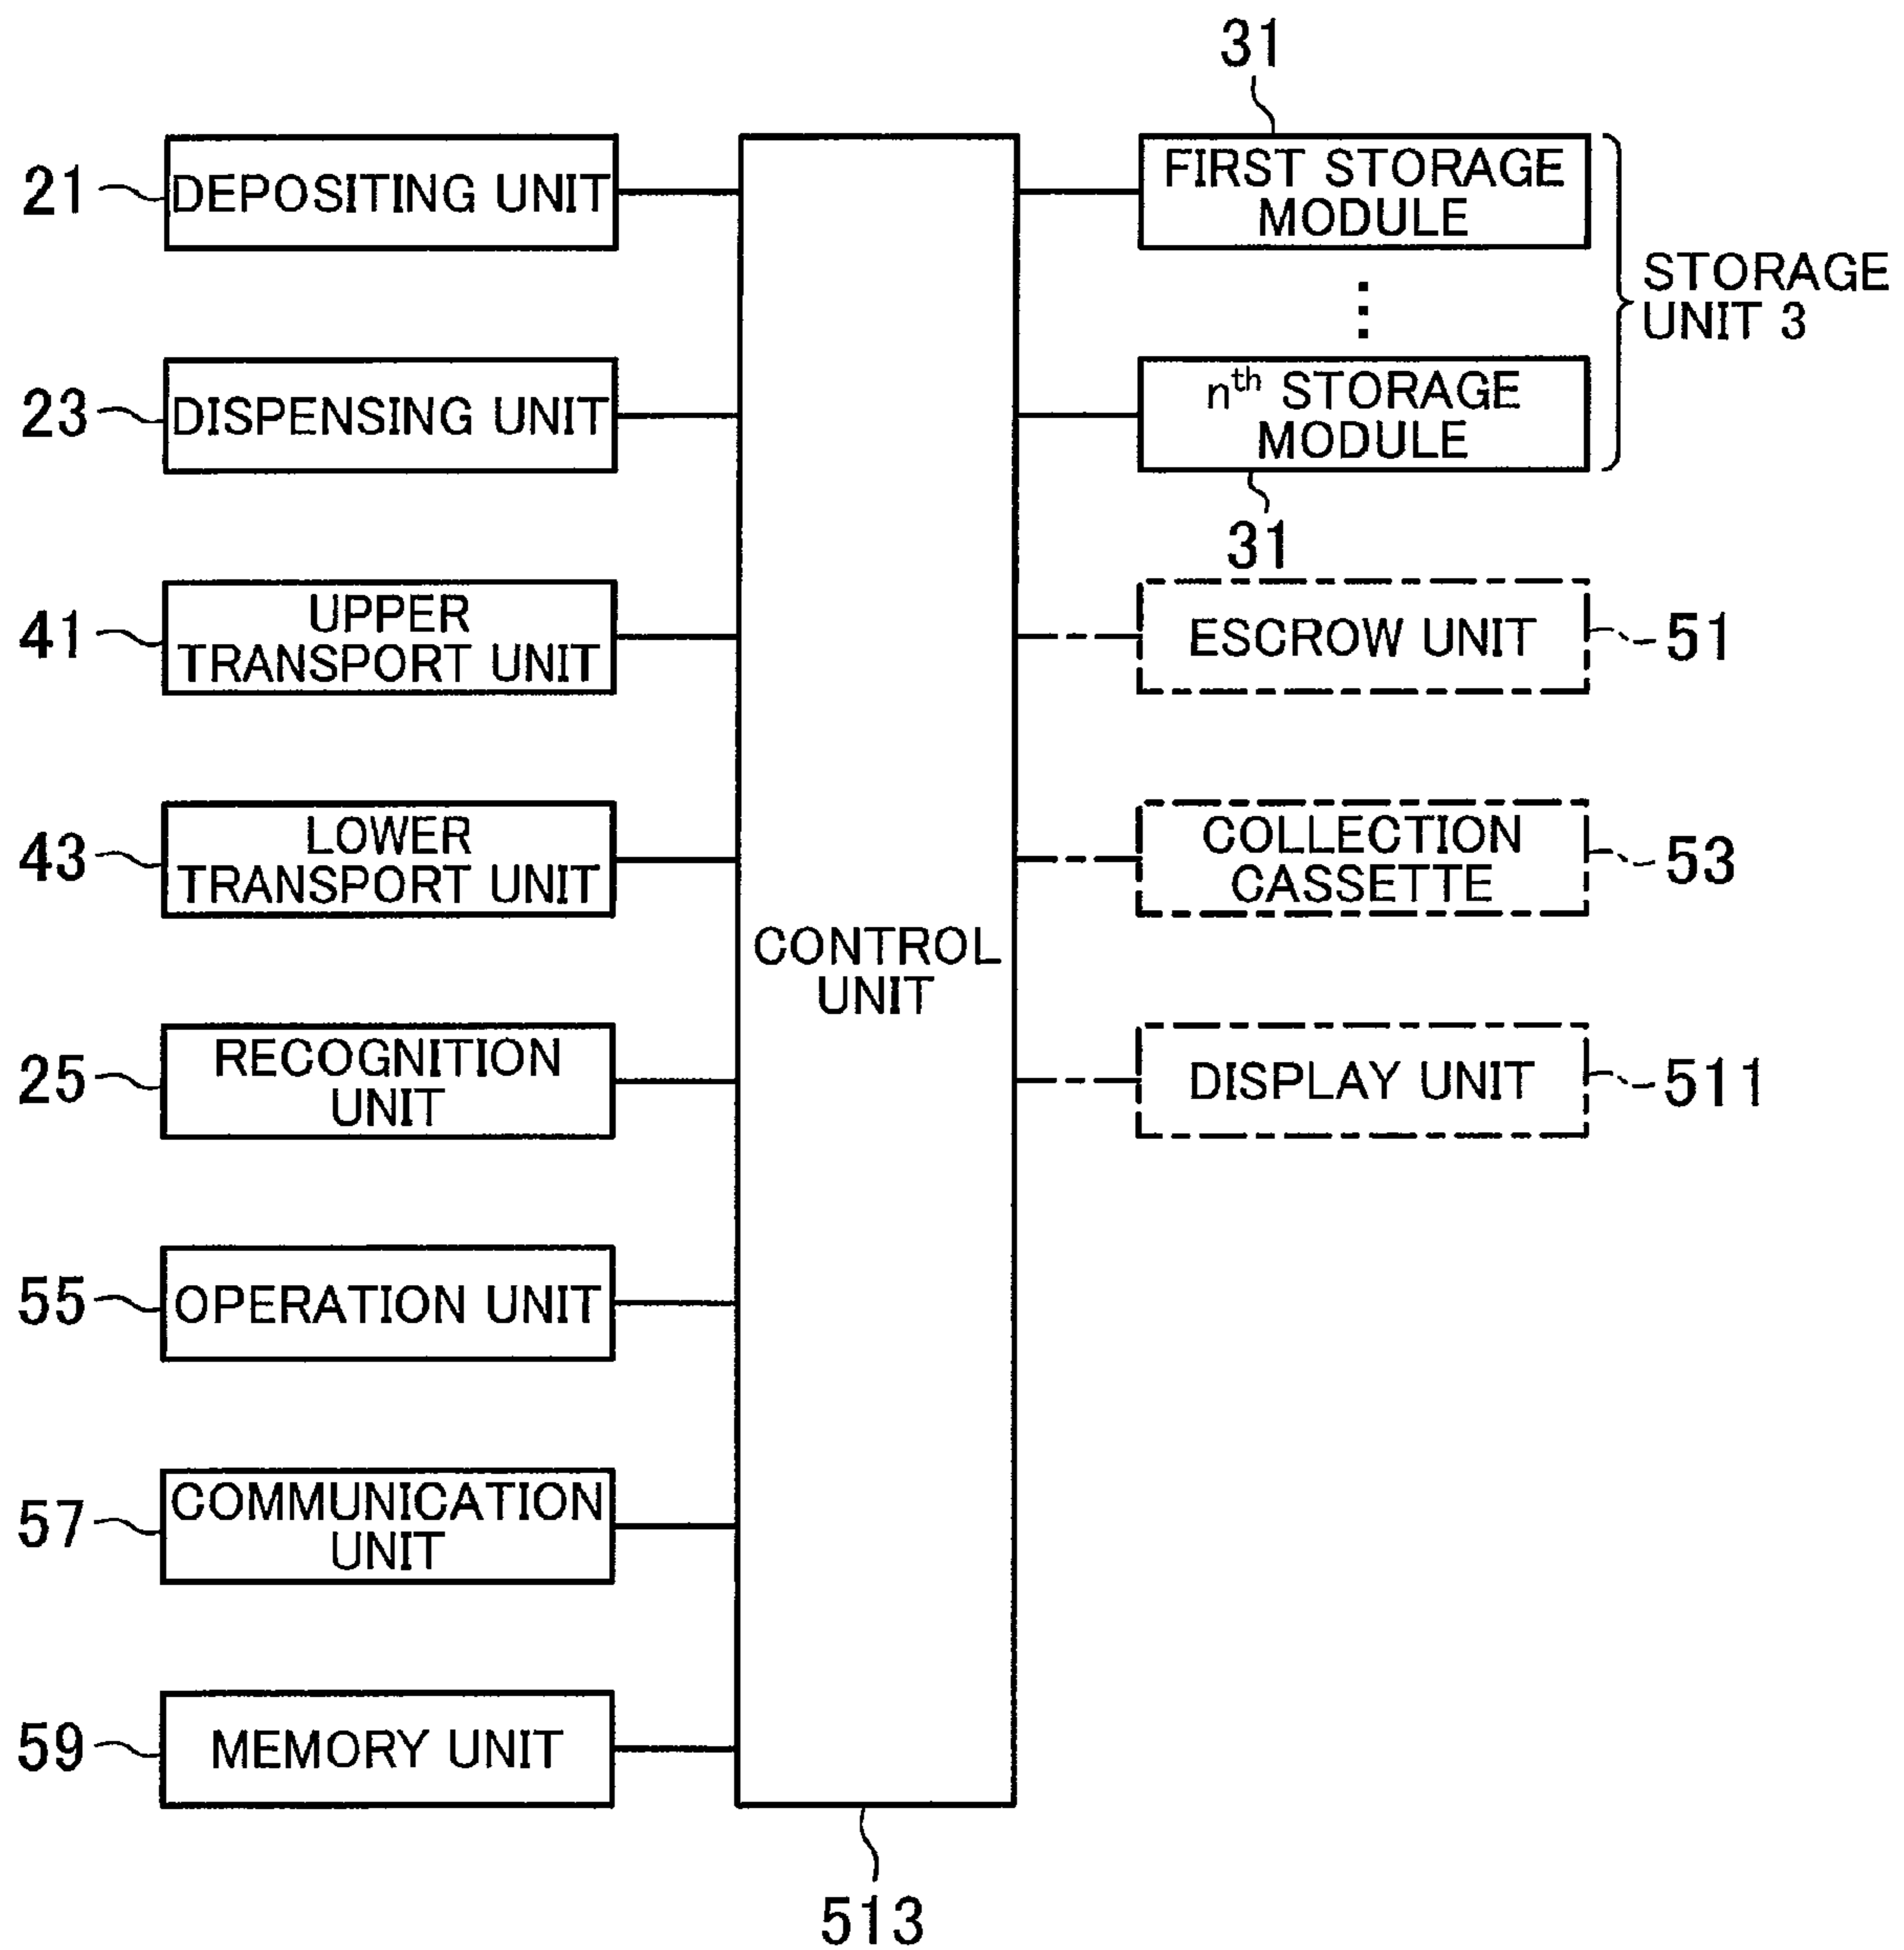 31
21
DEPOSITING UNIT
FIRST STORAGE
MODULE
STORAGE
UNIT 3
⋮
23
DISPENSING UNIT
nth STORAGE
MODULE
31
41
UPPER
TRANSPORT UNIT
ESCROW UNIT
51
43
LOWER
TRANSPORT UNIT
COLLECTION
CASSETTE
53
CONTROL
UNIT
25
RECOGNITION
UNIT
DISPLAY UNIT
511
55
OPERATION UNIT
57
COMMUNICATION
UNIT
59
MEMORY UNIT
513